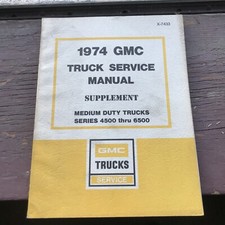 1974 GMC
TRUCK SERVICE
MANUAL
SUPPLEMENT
MEDIUM DUTY TRUCKS
SERIES 4500 thru 6500
GMC
TRUCKS
SERVICE